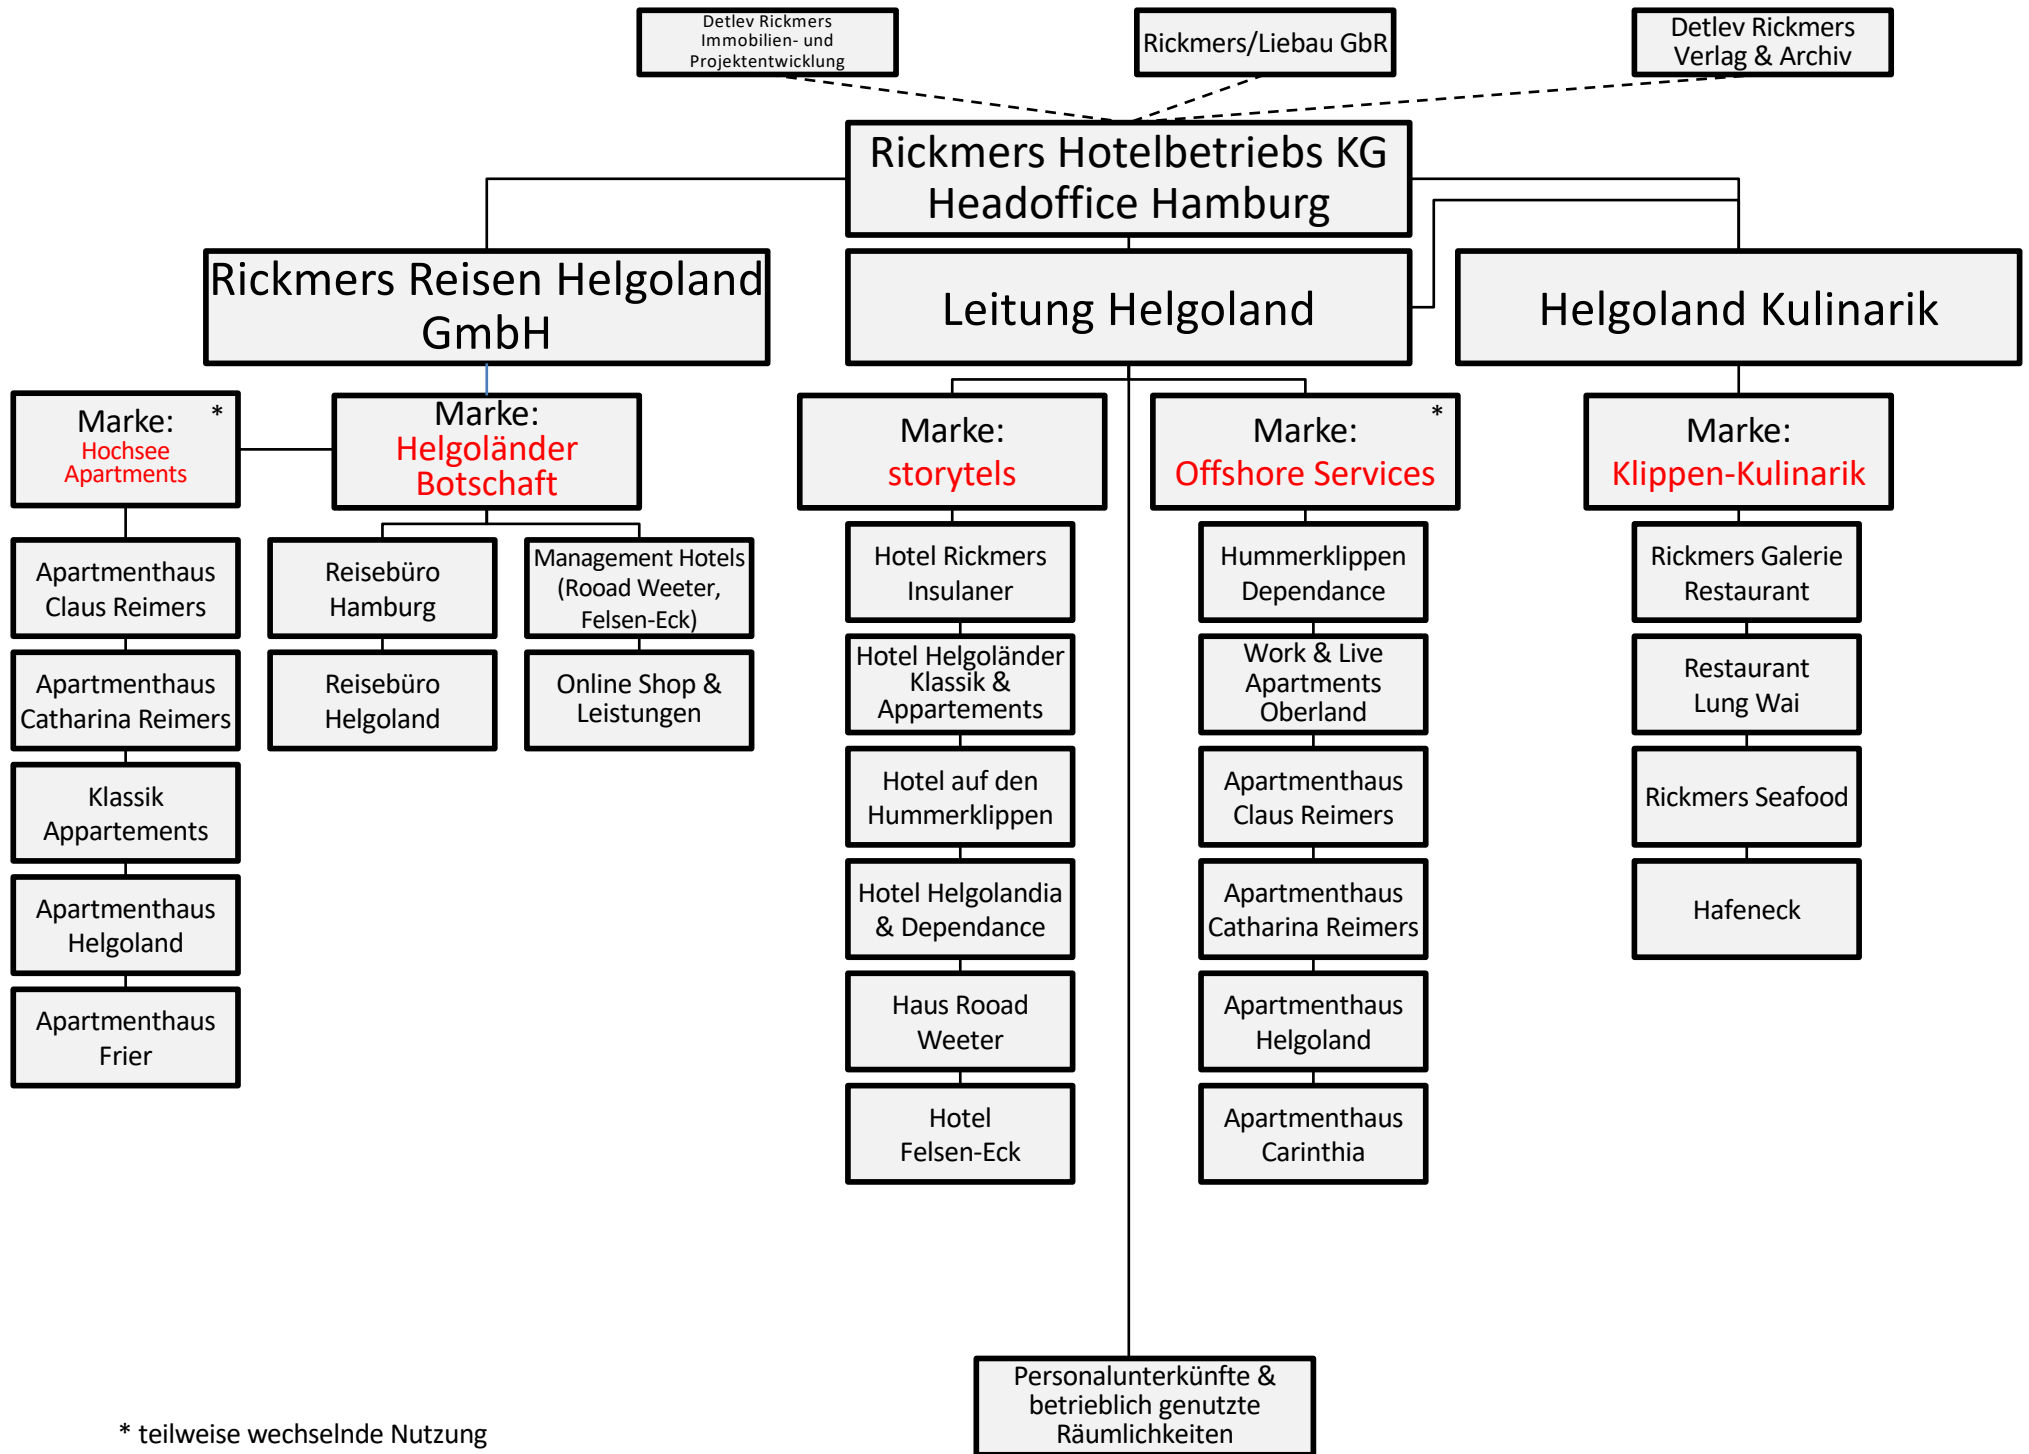 Detlev Rickmers
Immobilien- und
Projektentwicklung
Rickmers/Liebau GbR
Detlev Rickmers
Verlag & Archiv
Rickmers Hotelbetriebs KG
Headoffice Hamburg
Rickmers Reisen Helgoland
GmbH
Leitung Helgoland
Helgoland Kulinarik
Marke: *
Hochsee
Apartments
Marke:
Helgoländer
Botschaft
Marke:
storytels
Marke: *
Offshore Services
Marke:
Klippen-Kulinarik
Apartmenthaus
Claus Reimers
Apartmenthaus
Catharina Reimers
Klassik
Appartements
Apartmenthaus
Helgoland
Apartmenthaus
Frier
Reisebüro
Hamburg
Reisebüro
Helgoland
Management Hotels
(Rooad Weeter,
Felsen-Eck)
Online Shop &
Leistungen
Hotel Rickmers
Insulaner
Hotel Helgoländer
Klassik &
Appartements
Hotel auf den
Hummerklippen
Hotel Helgolandia
& Dependance
Haus Rooad
Weeter
Hotel
Felsen-Eck
Hummerklippen
Dependance
Work & Live
Apartments
Oberland
Apartmenthaus
Claus Reimers
Apartmenthaus
Catharina Reimers
Apartmenthaus
Helgoland
Apartmenthaus
Carinthia
Rickmers Galerie
Restaurant
Restaurant
Lung Wai
Rickmers Seafood
Hafeneck
Personalunterkünfte &
betrieblich genutzte
Räumlichkeiten
* teilweise wechselnde Nutzung